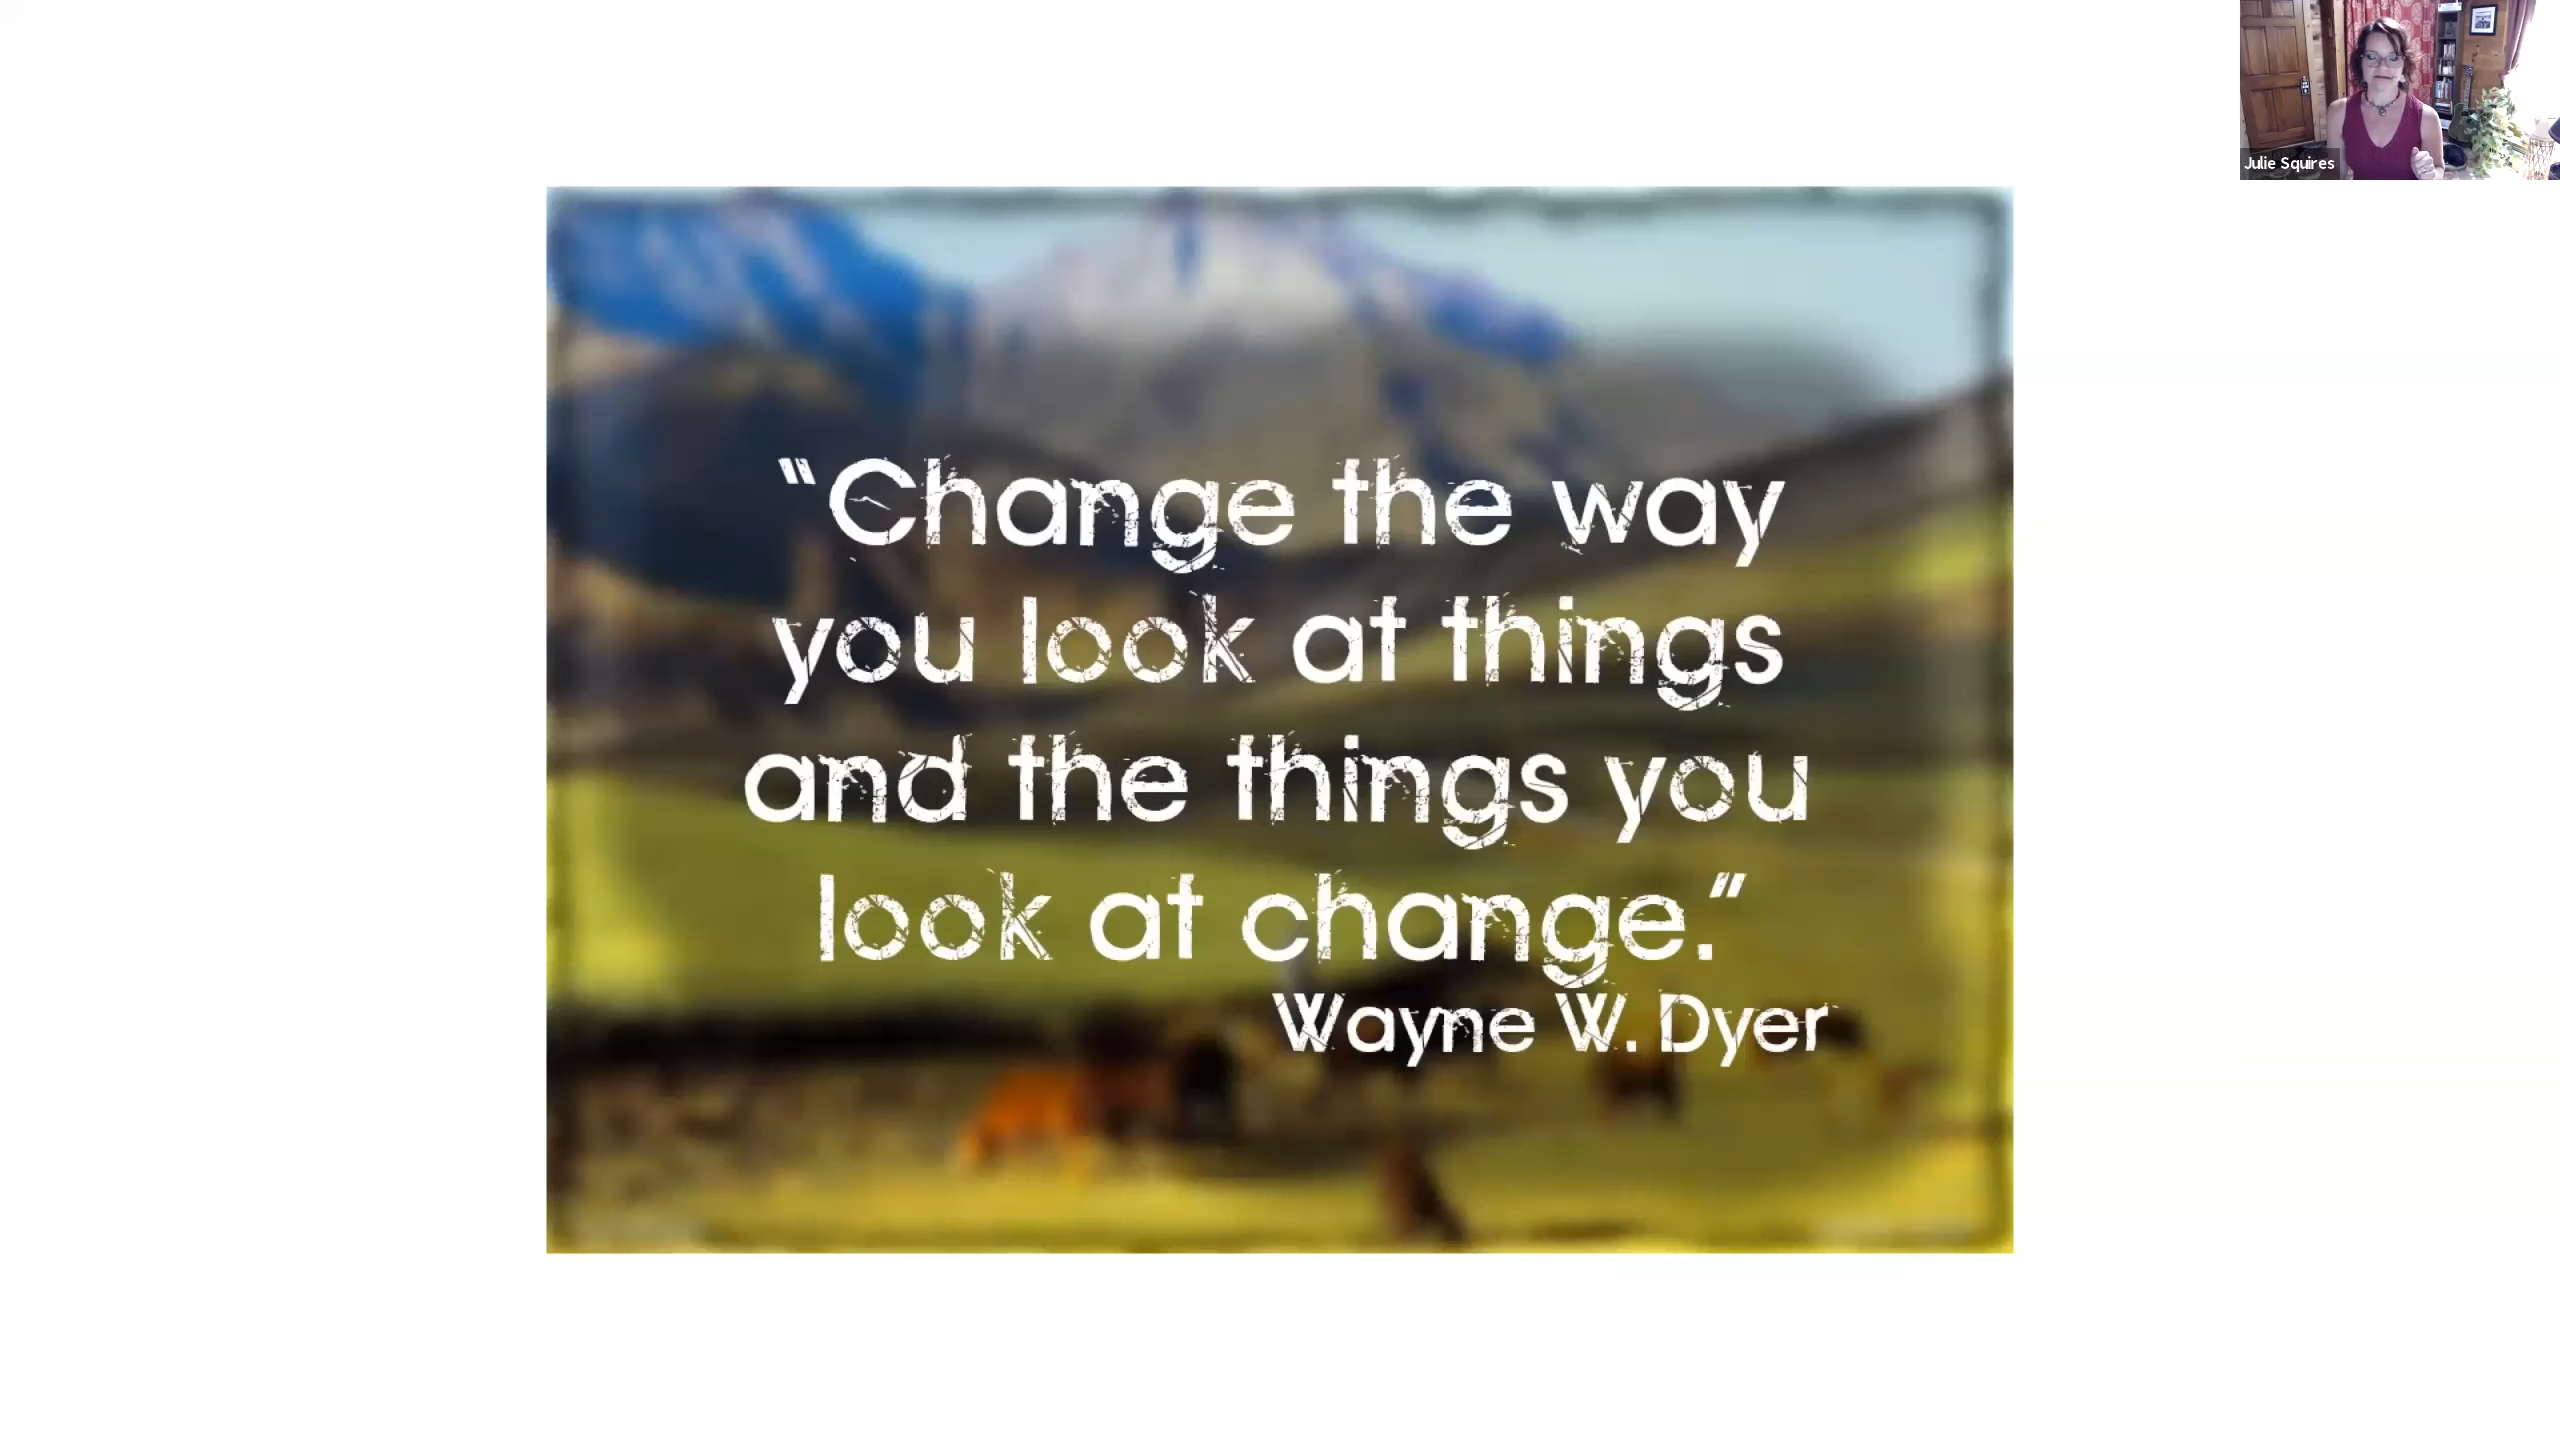 Julie Squires
“Change the way
you look at things
and the things you
look at change.”
Wayne W. Dyer